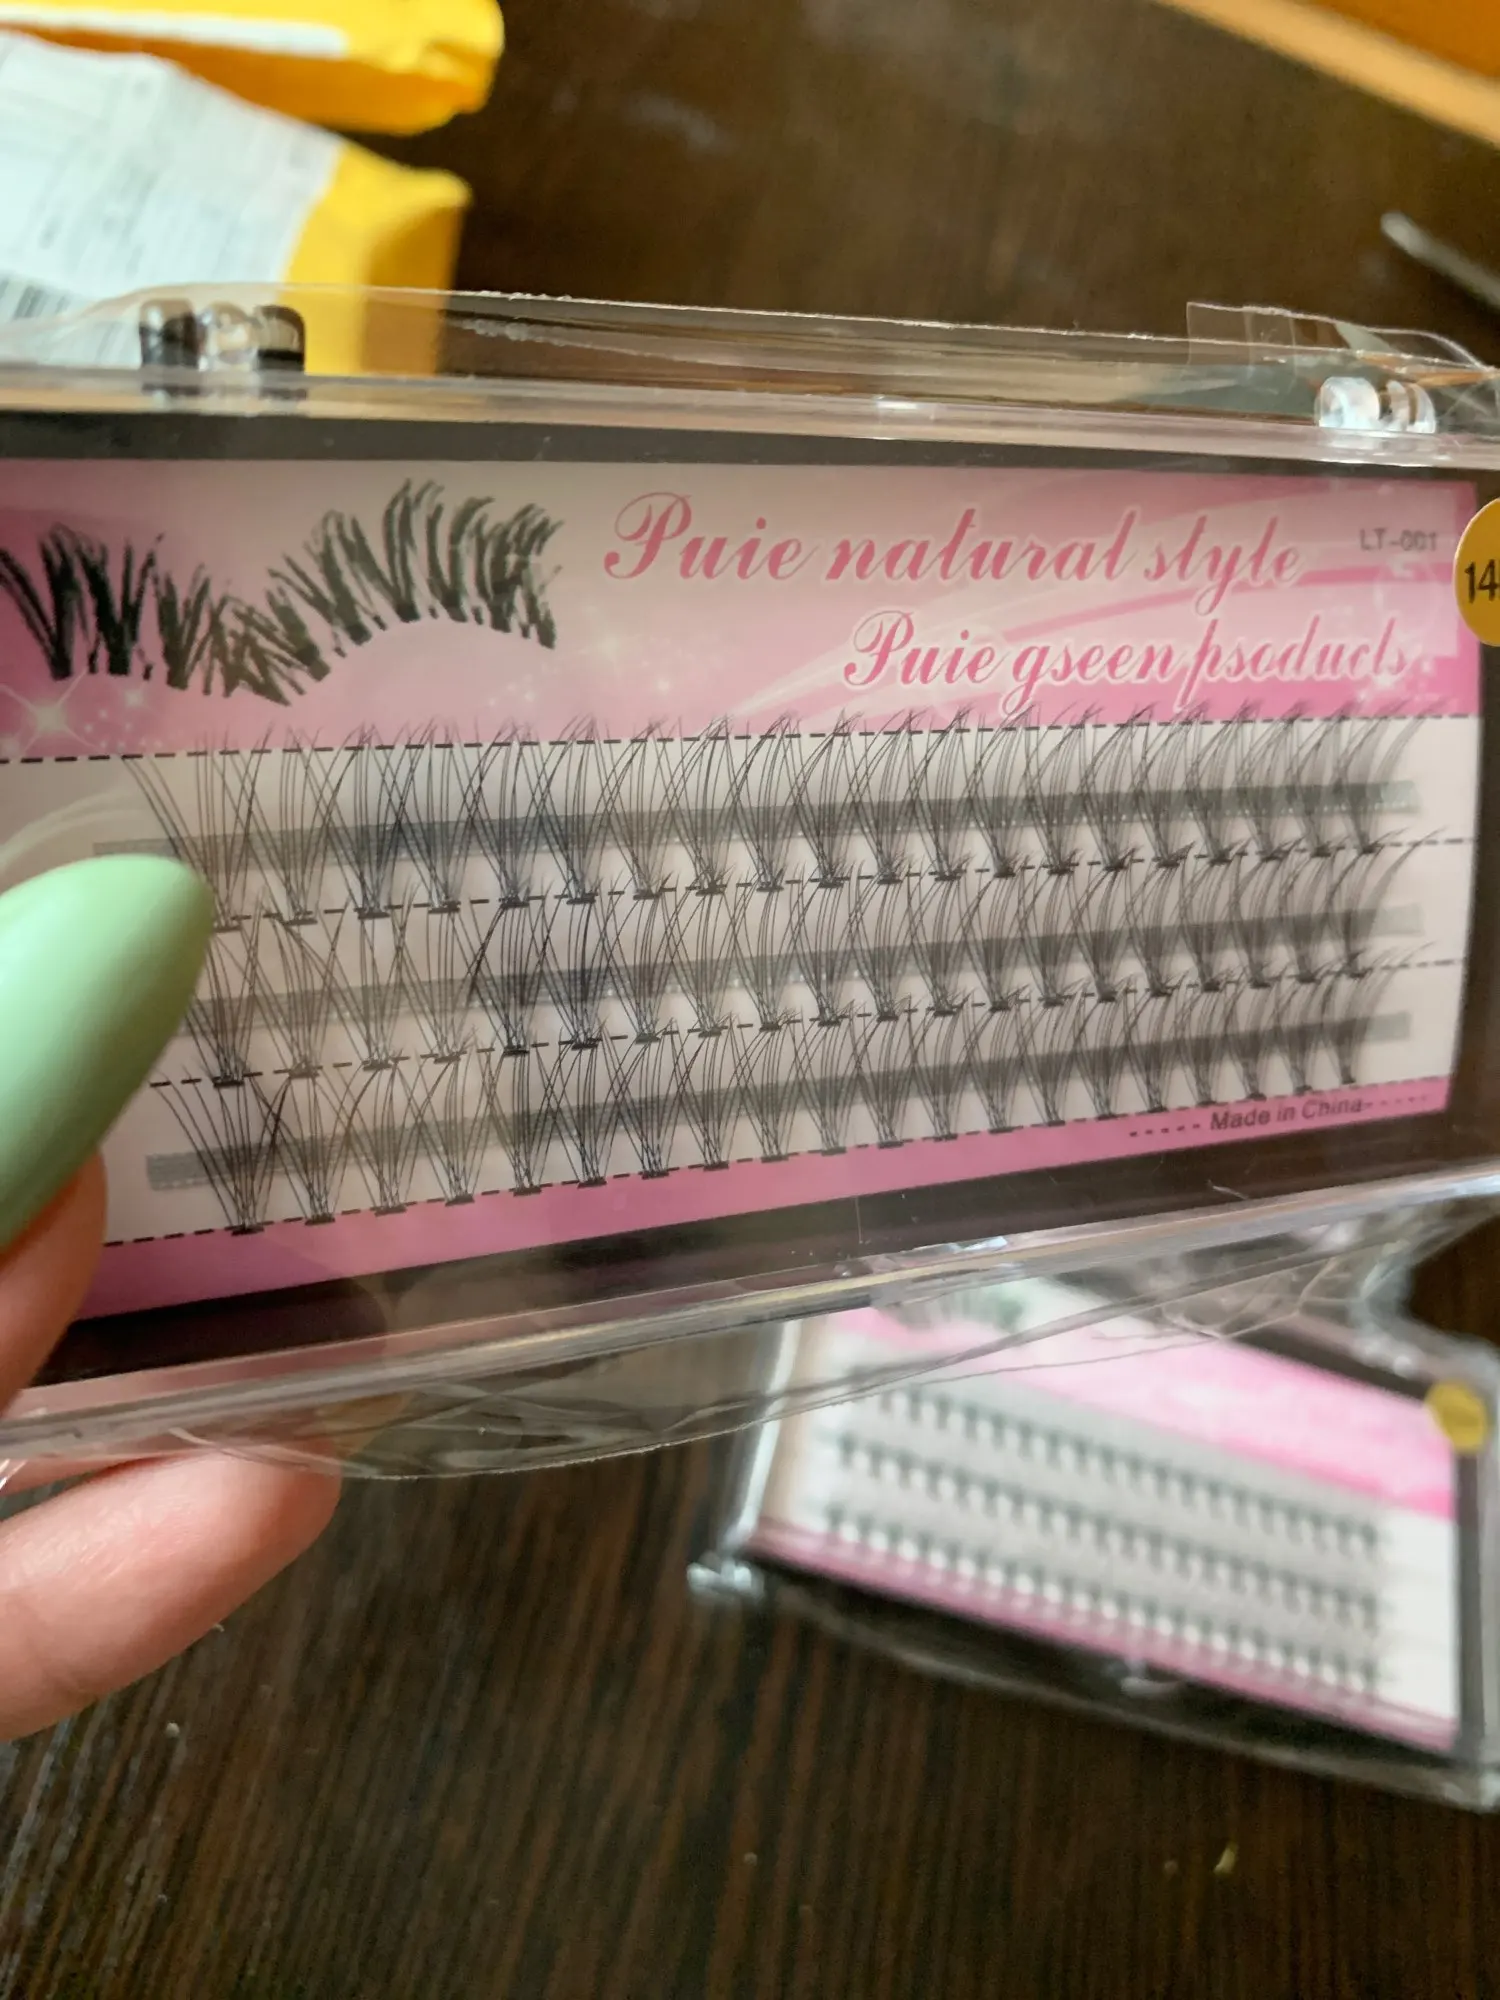 Puie natural style
LT-001
Puie gseen psoducts
14
Made in China